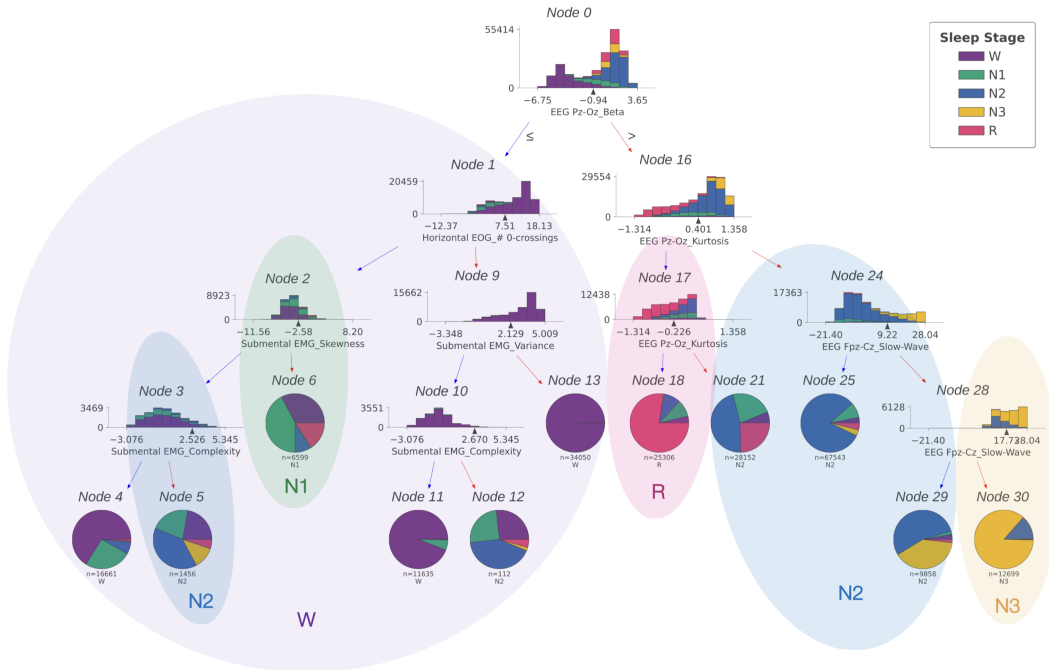 Node 0
55414
0
−6.75
−0.94
3.65
EEG Pz-Oz_Beta
Sleep Stage
W
N1
N2
N3
R
≤
>
Node 1
20459
0
−12.37
7.51
18.13
Horizontal EOG_# 0-crossings
Node 16
29554
0
−1.314
0.401
1.358
EEG Pz-Oz_Kurtosis
Node 2
8923
0
−11.56
−2.58
8.20
Submental EMG_Skewness
Node 9
15662
0
−3.348
2.129
5.009
Submental EMG_Variance
Node 17
12438
0
−1.314
−0.226
1.358
EEG Pz-Oz_Kurtosis
Node 24
17363
0
−21.40
9.22
28.04
EEG Fpz-Cz_Slow-Wave
Node 3
3469
0
−3.076
2.526
5.345
Submental EMG_Complexity
Node 6
n=6599
N1
N1
Node 10
3551
0
−3.076
2.670
5.345
Submental EMG_Complexity
Node 13
n=34050
W
Node 18
n=25306
R
R
Node 21
n=28152
N2
Node 25
n=67543
N2
Node 28
6128
0
−21.40
17.7
28.04
EEG Fpz-Cz_Slow-Wave
Node 4
n=16661
W
Node 5
n=1456
N2
N2
Node 11
n=11635
W
Node 12
n=112
N2
Node 29
n=9858
N2
Node 30
n=12699
N3
W
N2
N3